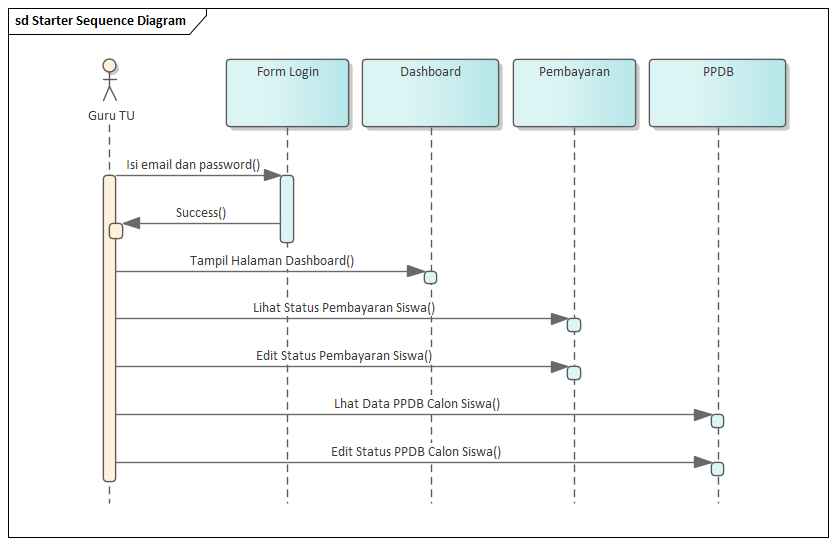 sd Starter Sequence Diagram
Form Login
Dashboard
Pembayaran
PPDB
Guru TU
Isi email dan password()
Success()
Tampil Halaman Dashboard()
Lihat Status Pembayaran Siswa()
Edit Status Pembayaran Siswa()
Lhat Data PPDB Calon Siswa()
Edit Status PPDB Calon Siswa()